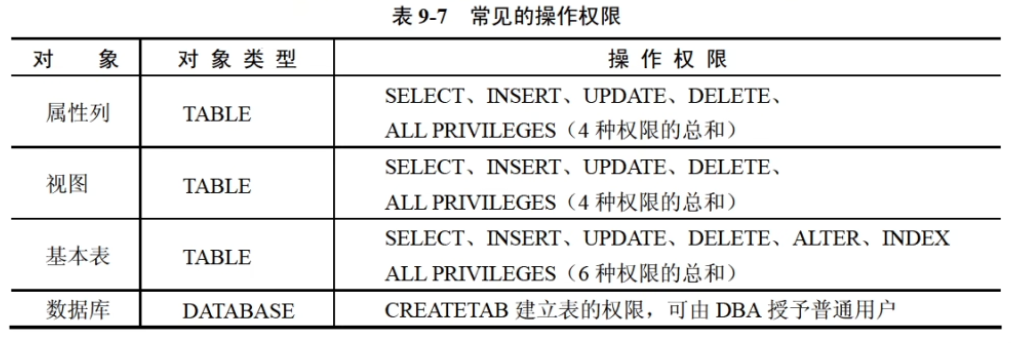 表 9-7 常见的操作权限
对 象 对 象 类 型 操 作 权 限
属性列 TABLE SELECT、INSERT、UPDATE、DELETE、
ALL PRIVILEGES（4 种权限的总和）
视图 TABLE SELECT、INSERT、UPDATE、DELETE、
ALL PRIVILEGES（4 种权限的总和）
基本表 TABLE SELECT、INSERT、UPDATE、DELETE、ALTER、INDEX
ALL PRIVILEGES（6 种权限的总和）
数据库 DATABASE CREATETAB 建立表的权限，可由 DBA 授予普通用户